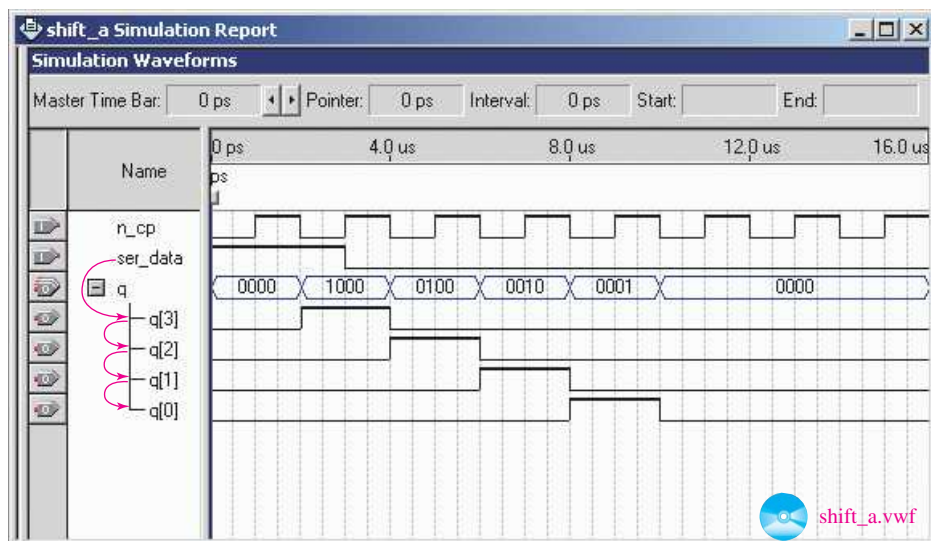 shift_a Simulation Report
Simulation Waveforms
Master Time Bar: 0 ps Pointer: 0 ps Interval: 0 ps Start: End:
Name
0 ps 4.0 us 8.0 us 12.0 us 16.0 us
ps
n_cp
ser_data
q 0000 1000 0100 0010 0001 0000
q[3]
q[2]
q[1]
q[0]
shift_a.vwf